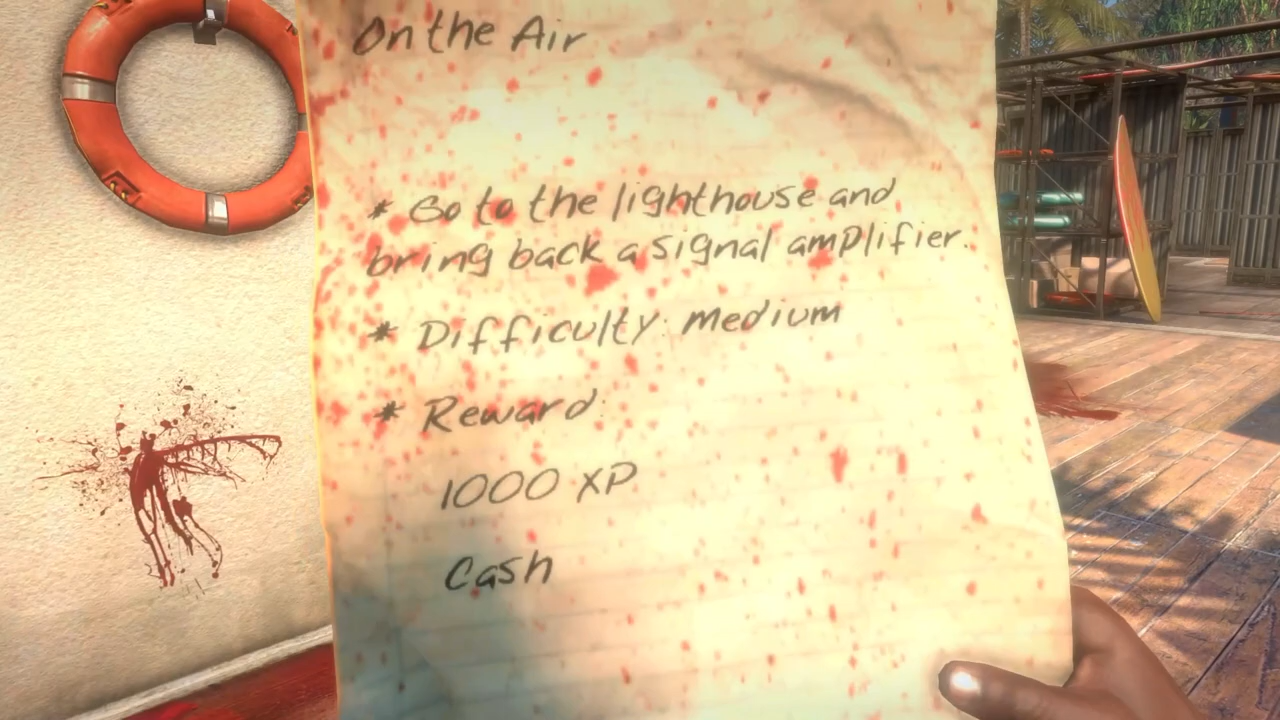 On the Air
* Go to the lighthouse and
bring back a signal amplifier.
* Difficulty: medium
* Reward:
1000 XP
Cash